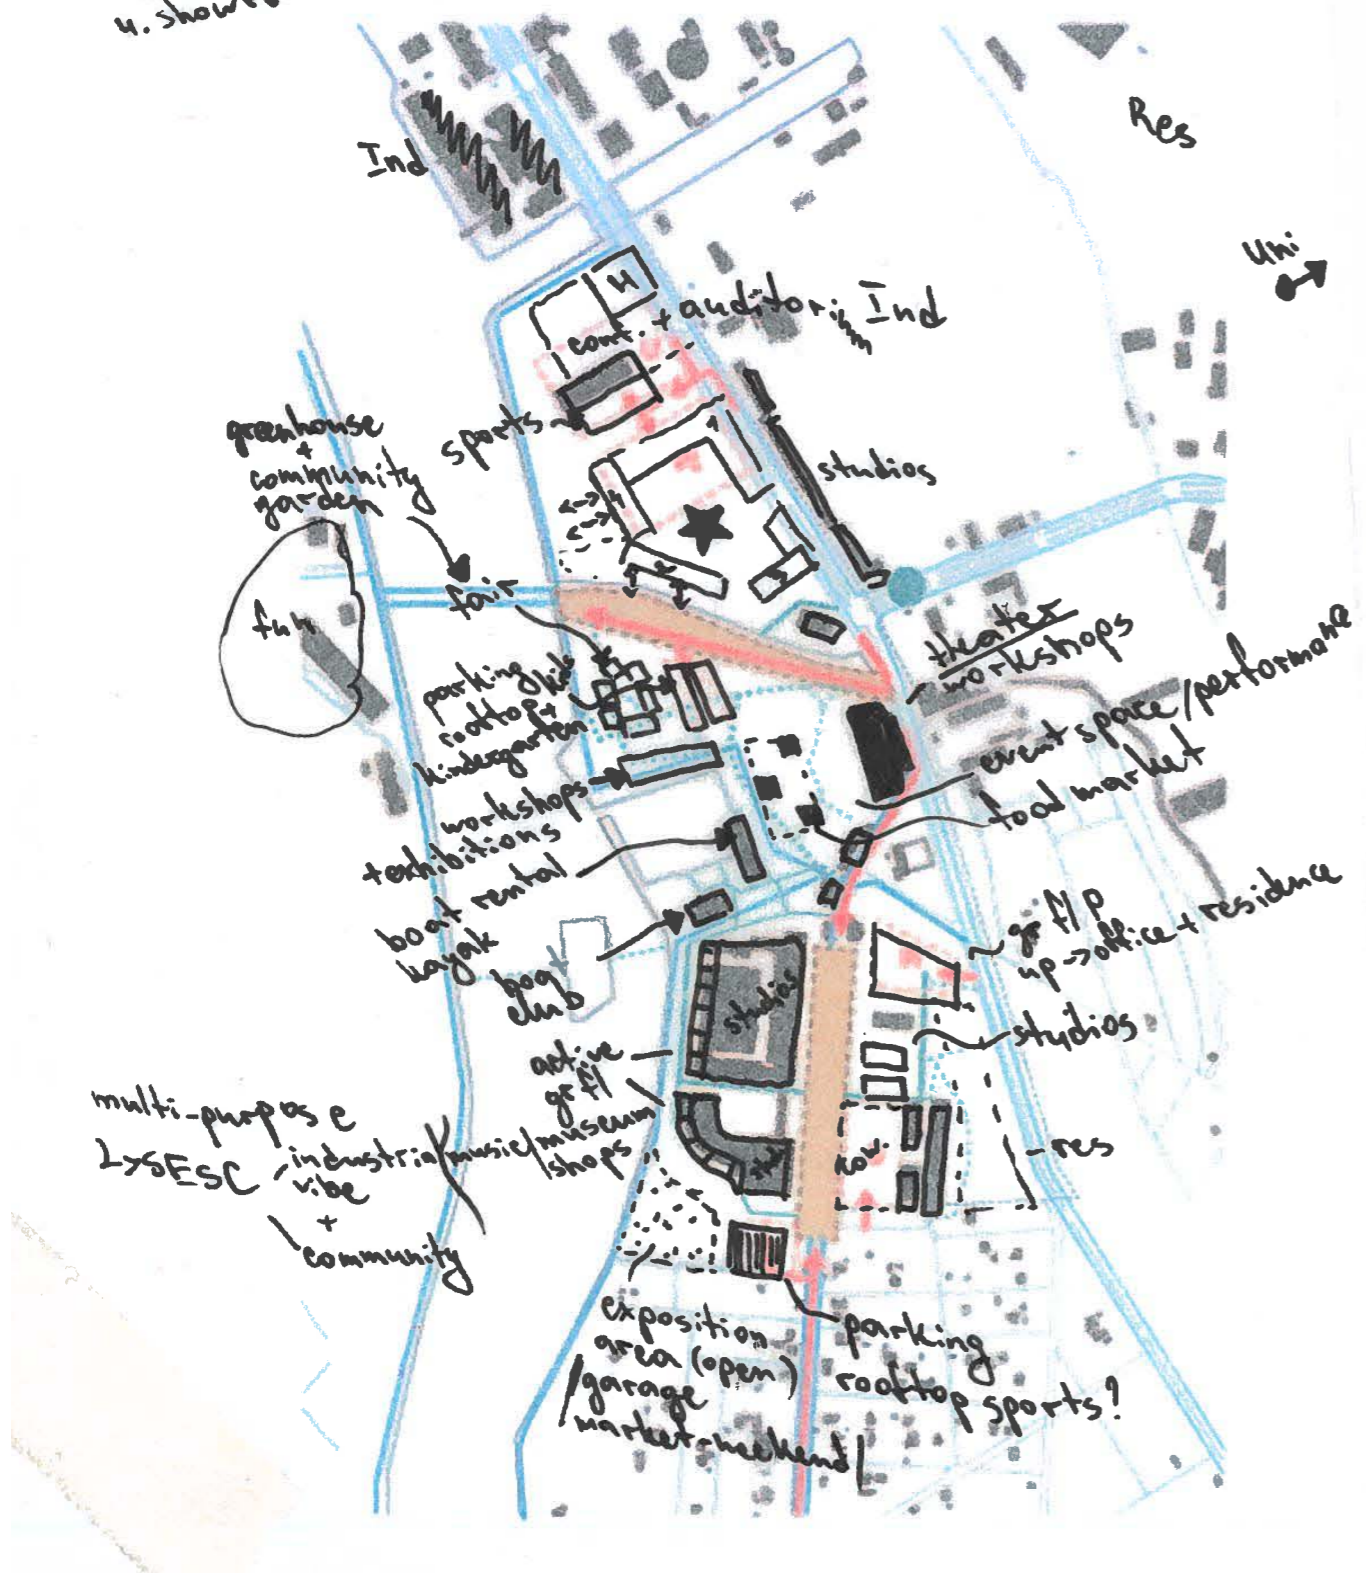 Ind
Res
Uni
H
conf. + auditorium
Ind
sports
studios
greenhouse
+
community
garden
fair
fun
parking
rooftop +
kindergarten
theater
workshops
event space/performance
food market
workshops
+exhibitions
boat rental
kayak
studios
gr fl P
up → office + residence
studios
active
gr fl
multi-purpose
↳SESC
industrial/music/museum
/shops
vibe
+
community
res
exposition
area (open)
/garage
market-weekend/
parking
rooftop sports?